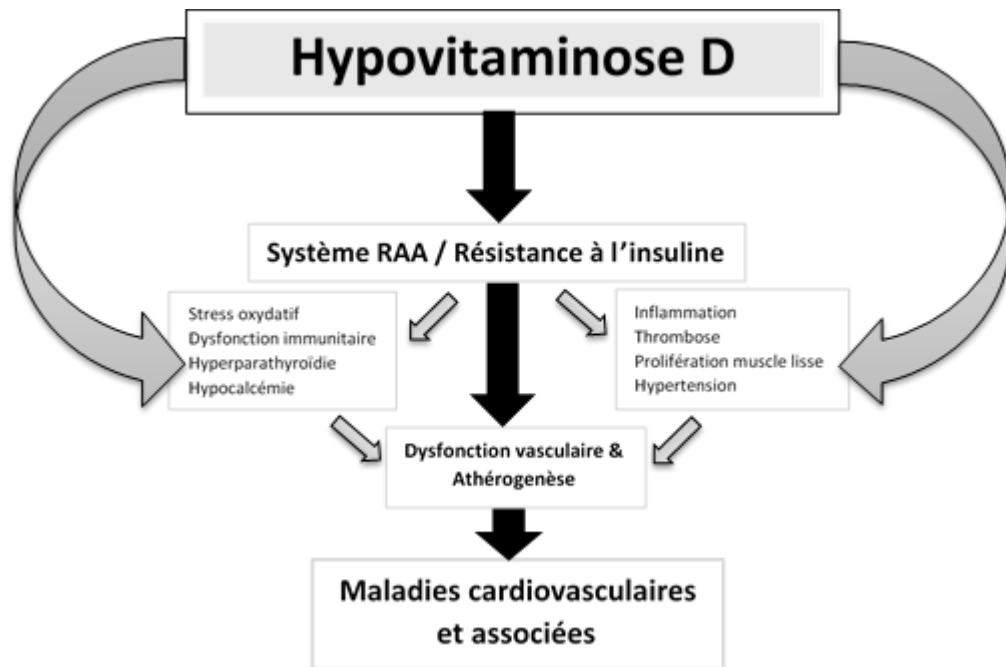 Hypovitaminose D
Système RAA / Résistance à l’insuline
Stress oxydatif
Dysfonction immunitaire
Hyperparathyroïdie
Hypocalcémie
Inflammation
Thrombose
Prolifération muscle lisse
Hypertension
Dysfonction vasculaire &
Athérogenèse
Maladies cardiovasculaires
et associées